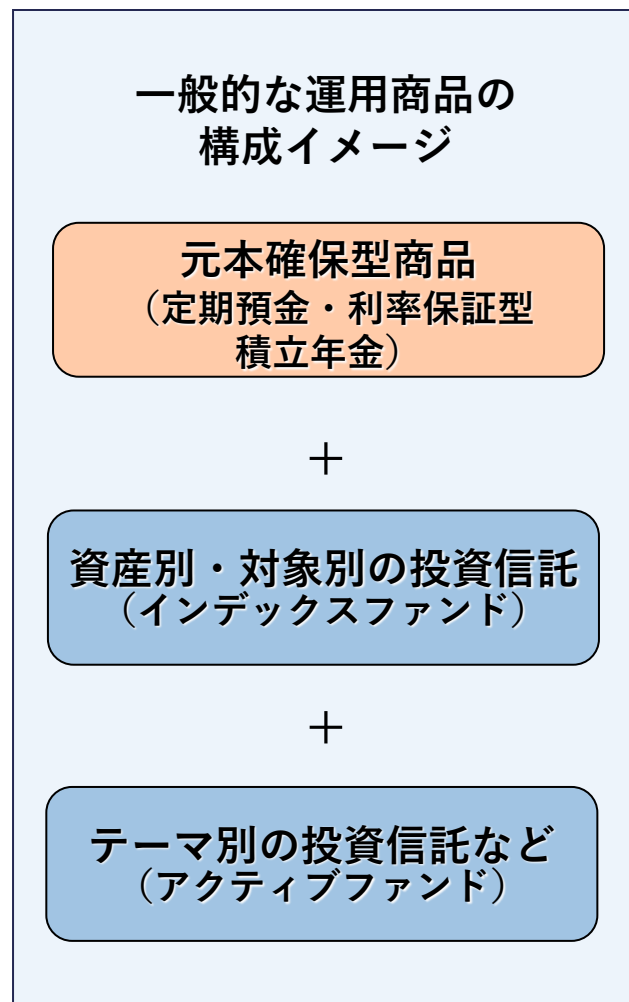 一般的な運用商品の
構成イメージ
元本確保型商品
（定期預金・利率保証型
積立年金）
＋
資産別・対象別の投資信託
（インデックスファンド）
＋
テーマ別の投資信託など
（アクティブファンド）